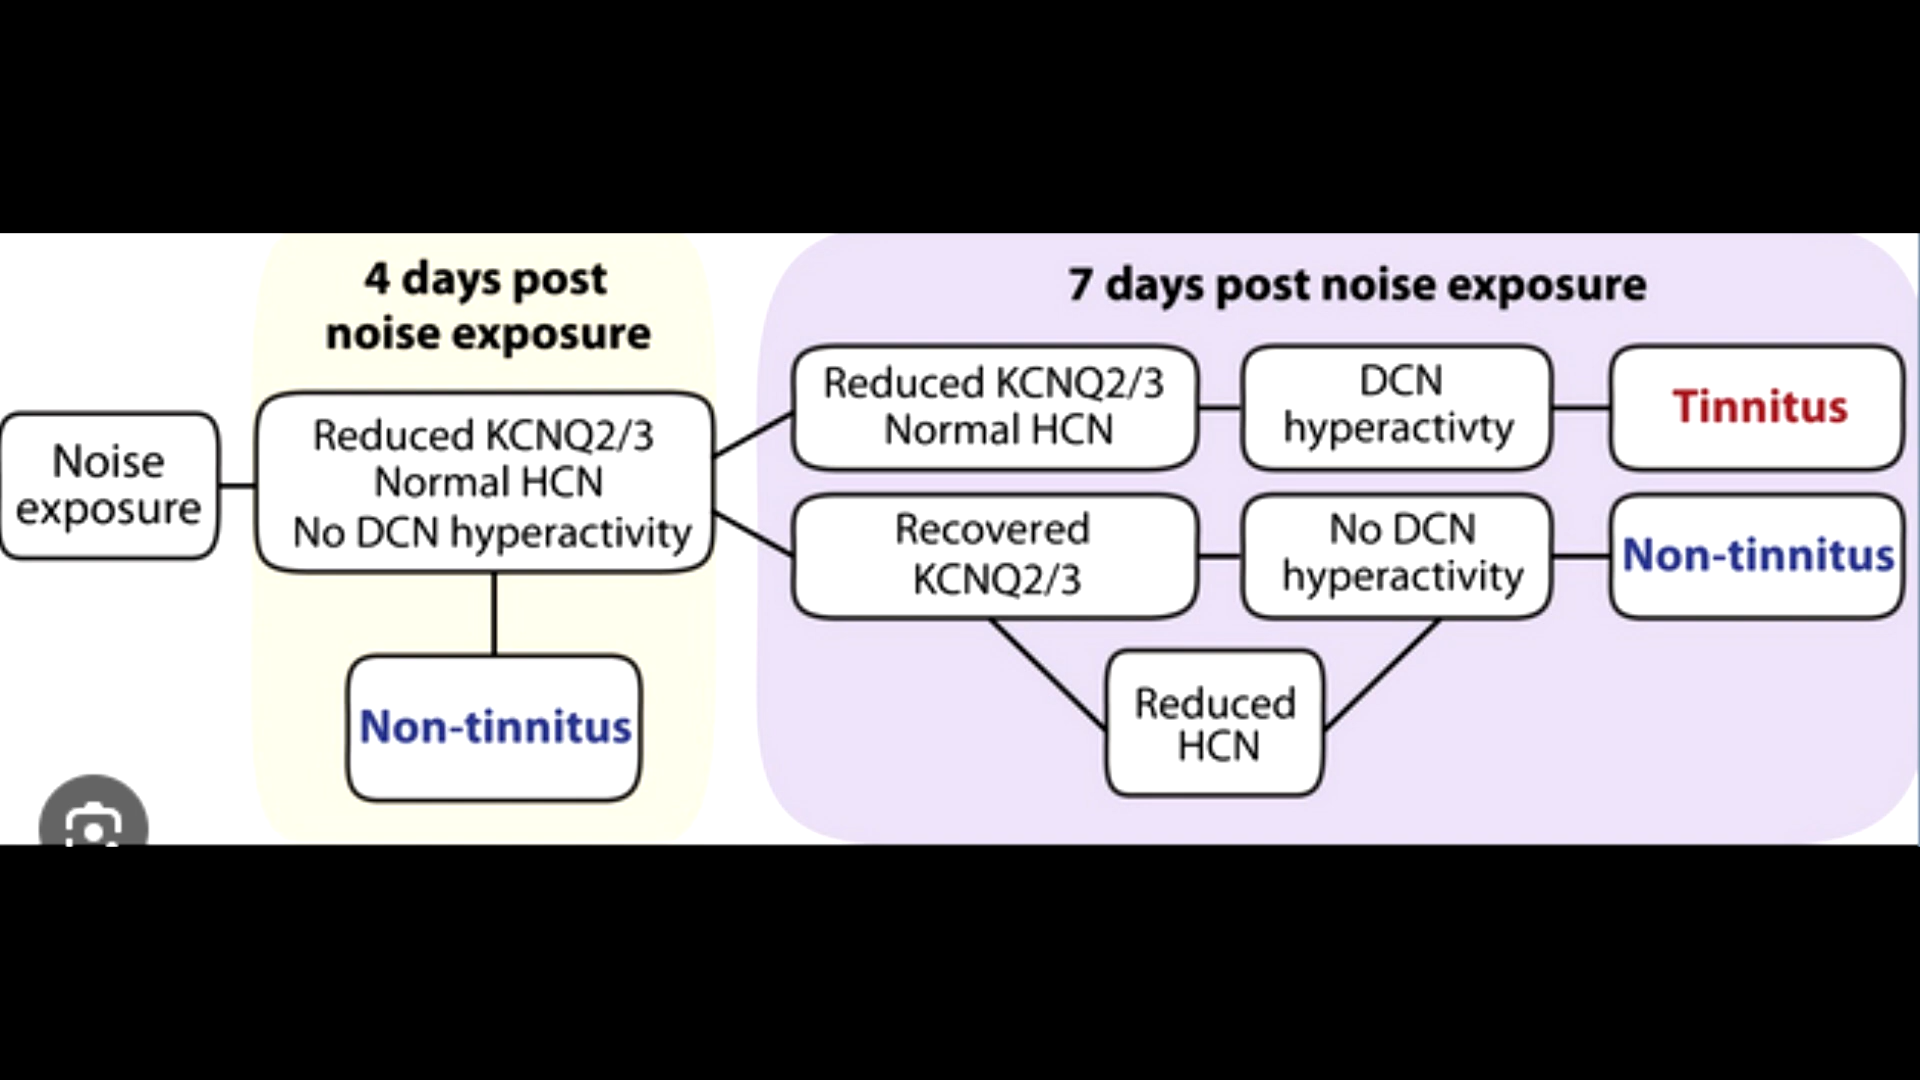 4 days post
noise exposure
7 days post noise exposure
Noise
exposure
Reduced KCNQ2/3
Normal HCN
No DCN hyperactivity
Non-tinnitus
Reduced KCNQ2/3
Normal HCN
DCN
hyperactivty
Tinnitus
Recovered
KCNQ2/3
No DCN
hyperactivity
Non-tinnitus
Reduced
HCN